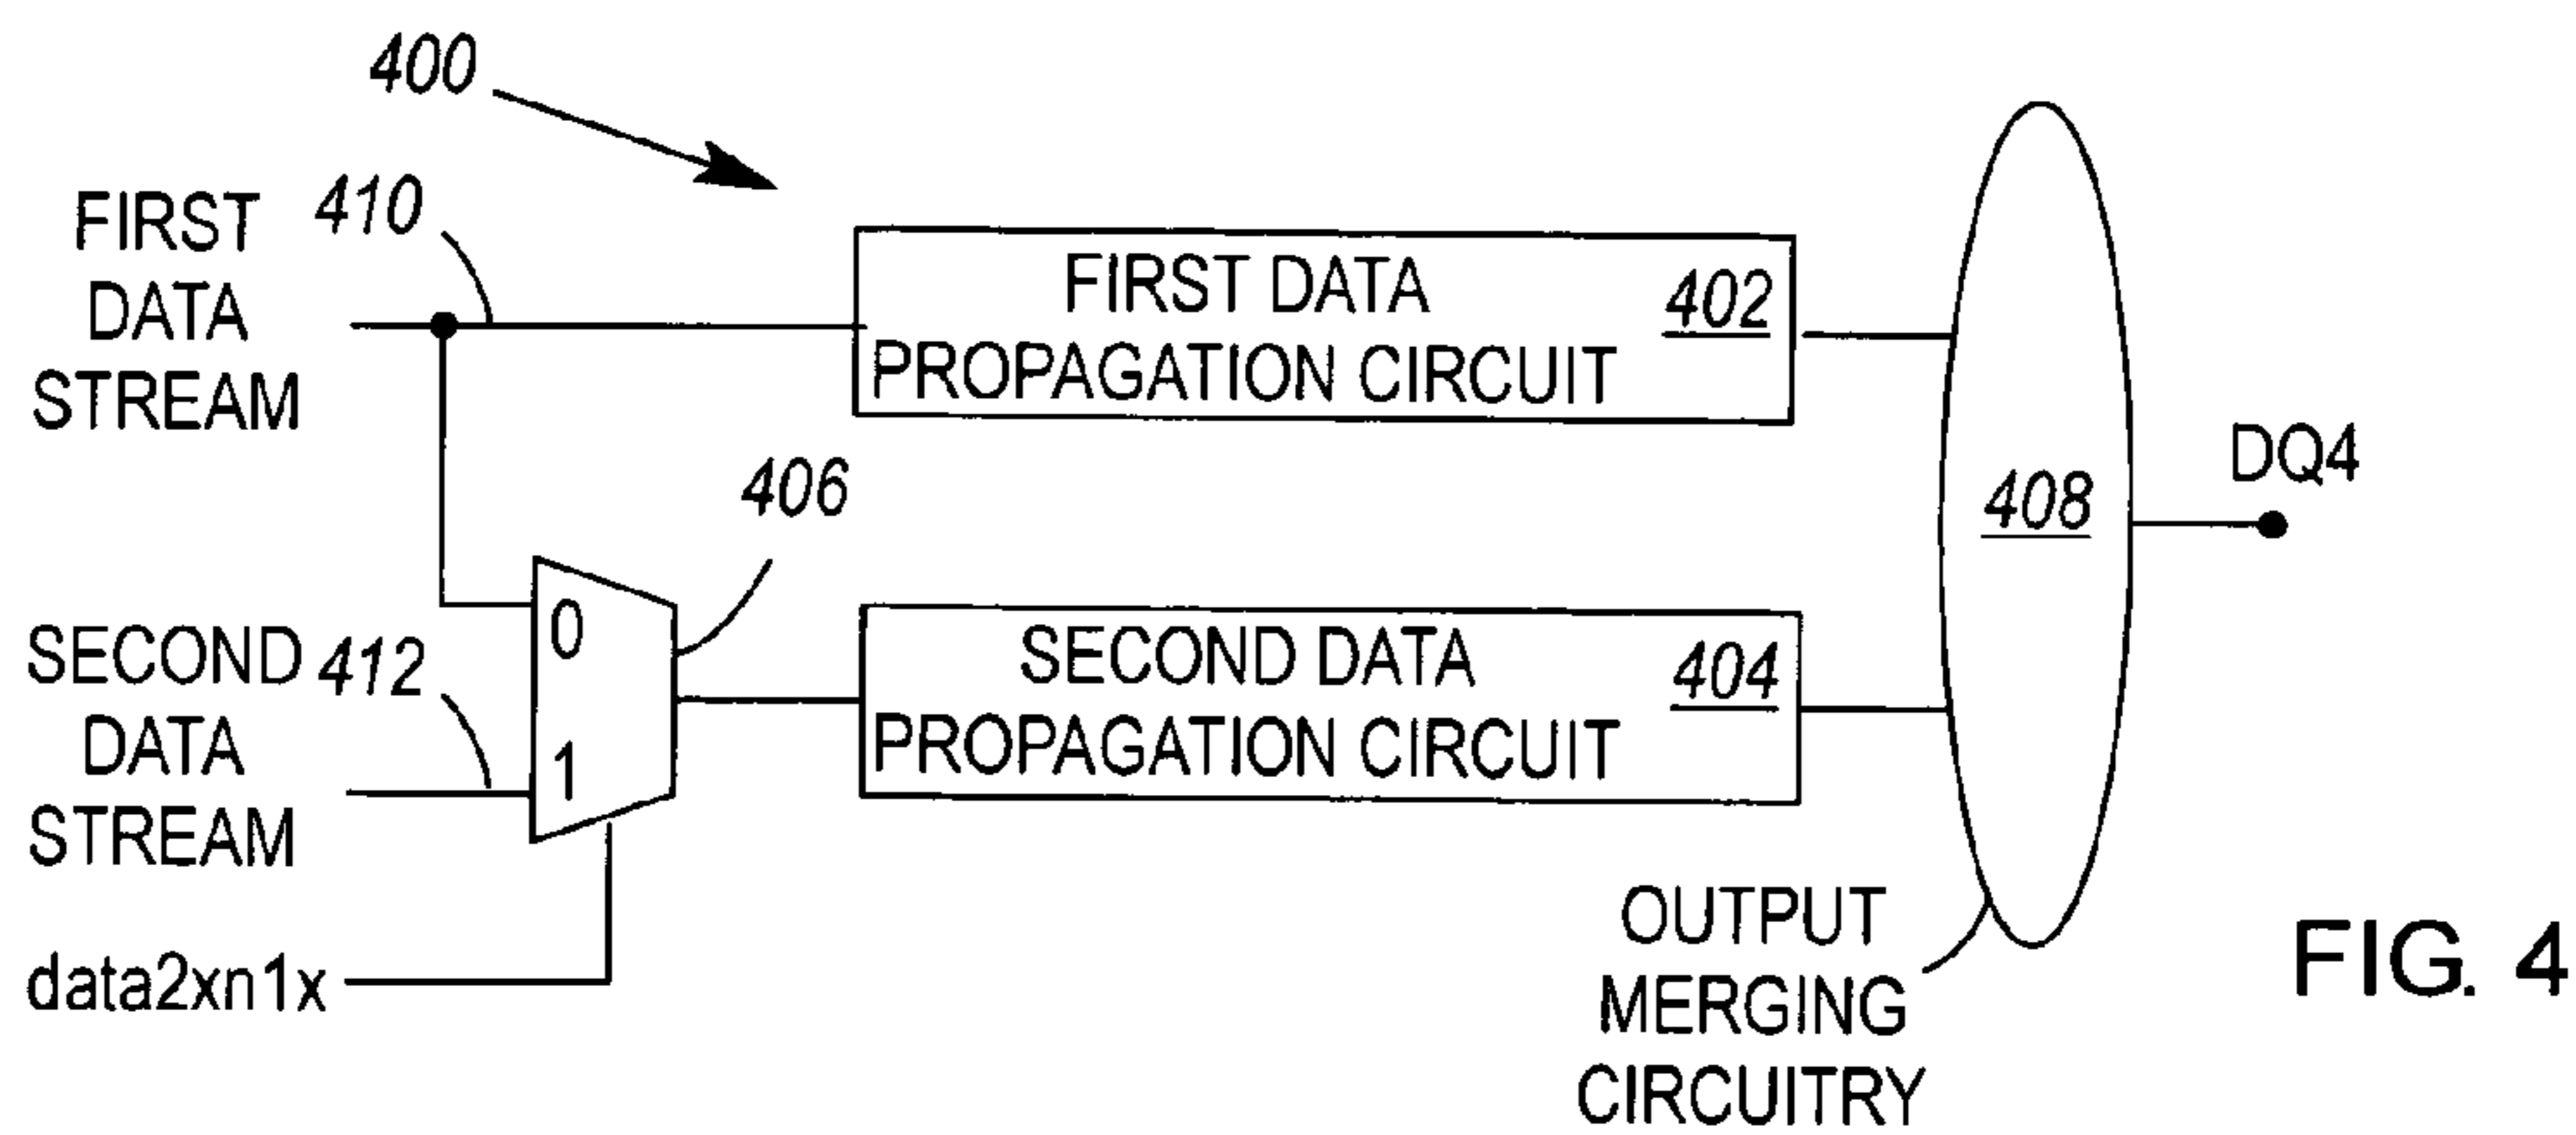 400
FIRST
DATA
STREAM
410
FIRST DATA
PROPAGATION CIRCUIT
402
406
408
DQ4
0
1
SECOND
DATA
STREAM
412
SECOND DATA
PROPAGATION CIRCUIT
404
data2xn1x
OUTPUT
MERGING
CIRCUITRY
FIG. 4